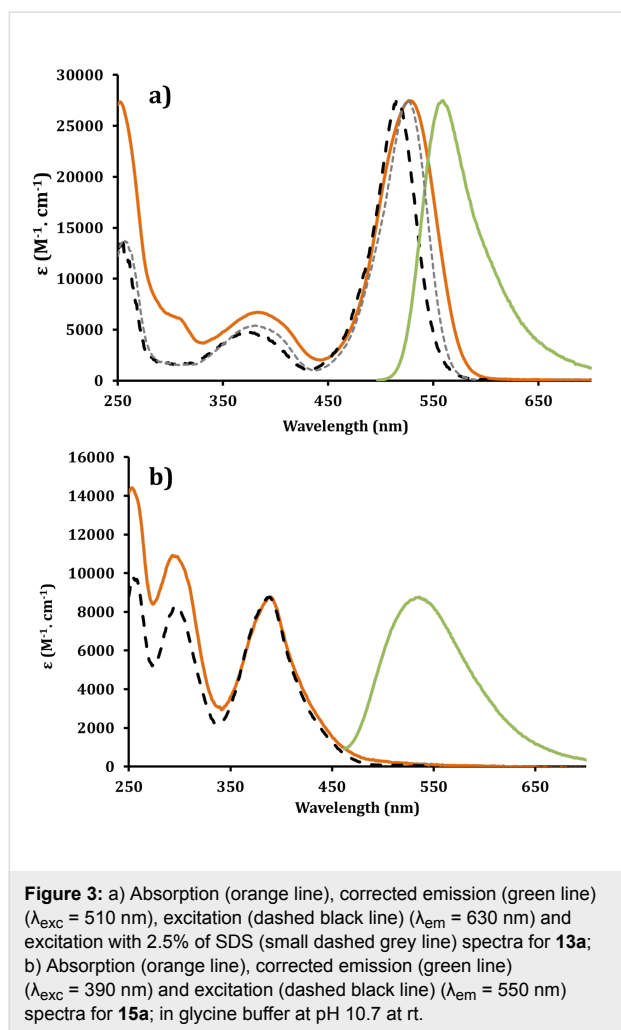 a)
30000
25000
20000
15000
10000
5000
0
ε (M⁻¹. cm⁻¹)
250 350 450 550 650
Wavelength (nm)
b)
16000
14000
12000
10000
8000
6000
4000
2000
0
ε (M⁻¹. cm⁻¹)
250 350 450 550 650
Wavelength (nm)
Figure 3: a) Absorption (orange line), corrected emission (green line)
(λexc = 510 nm), excitation (dashed black line) (λem = 630 nm) and
excitation with 2.5% of SDS (small dashed grey line) spectra for 13a;
b) Absorption (orange line), corrected emission (green line)
(λexc = 390 nm) and excitation (dashed black line) (λem = 550 nm)
spectra for 15a; in glycine buffer at pH 10.7 at rt.